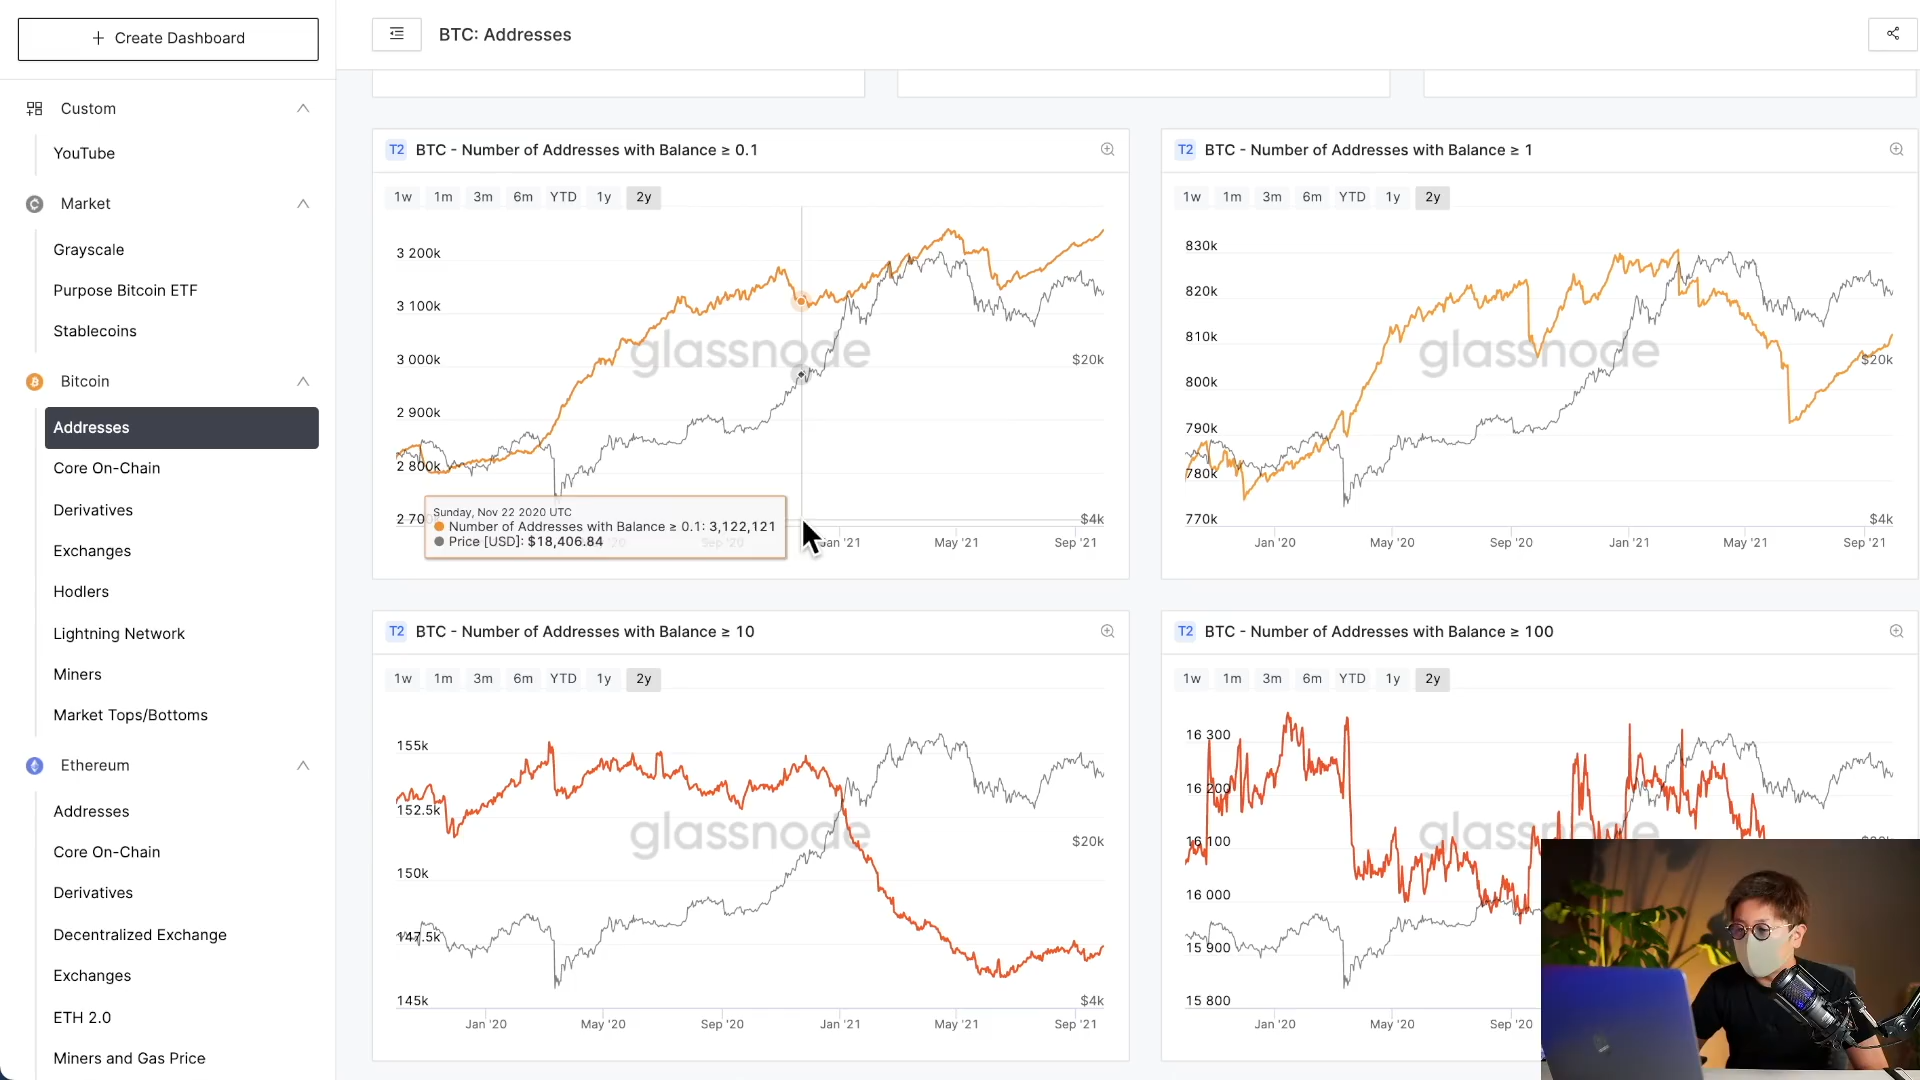 + Create Dashboard
BTC: Addresses
Custom
YouTube
Market
Grayscale
Purpose Bitcoin ETF
Stablecoins
Bitcoin
Addresses
Core On-Chain
Derivatives
Exchanges
Hodlers
Lightning Network
Miners
Market Tops/Bottoms
Ethereum
Addresses
Core On-Chain
Derivatives
Decentralized Exchange
Exchanges
ETH 2.0
Miners and Gas Price
T2 BTC - Number of Addresses with Balance ≥ 0.1
1w 1m 3m 6m YTD 1y 2y
3 200k
3 100k
3 000k
2 900k
2 800k
2 700
$20k
$4k
glassnode
Sunday, Nov 22 2020 UTC
Number of Addresses with Balance ≥ 0.1: 3,122,121
Price [USD]: $18,406.84
Sep '20
Jan '21 May '21 Sep '21
T2 BTC - Number of Addresses with Balance ≥ 1
1w 1m 3m 6m YTD 1y 2y
830k
820k
810k
800k
790k
780k
770k
$20k
$4k
glassnode
Jan '20 May '20 Sep '20 Jan '21 May '21 Sep '21
T2 BTC - Number of Addresses with Balance ≥ 10
1w 1m 3m 6m YTD 1y 2y
155k
152.5k
150k
147.5k
145k
$20k
$4k
glassnode
Jan '20 May '20 Sep '20 Jan '21 May '21 Sep '21
T2 BTC - Number of Addresses with Balance ≥ 100
1w 1m 3m 6m YTD 1y 2y
16 300
16 200
16 100
16 000
15 900
15 800
glassnode
Jan '20 May '20 Sep '20